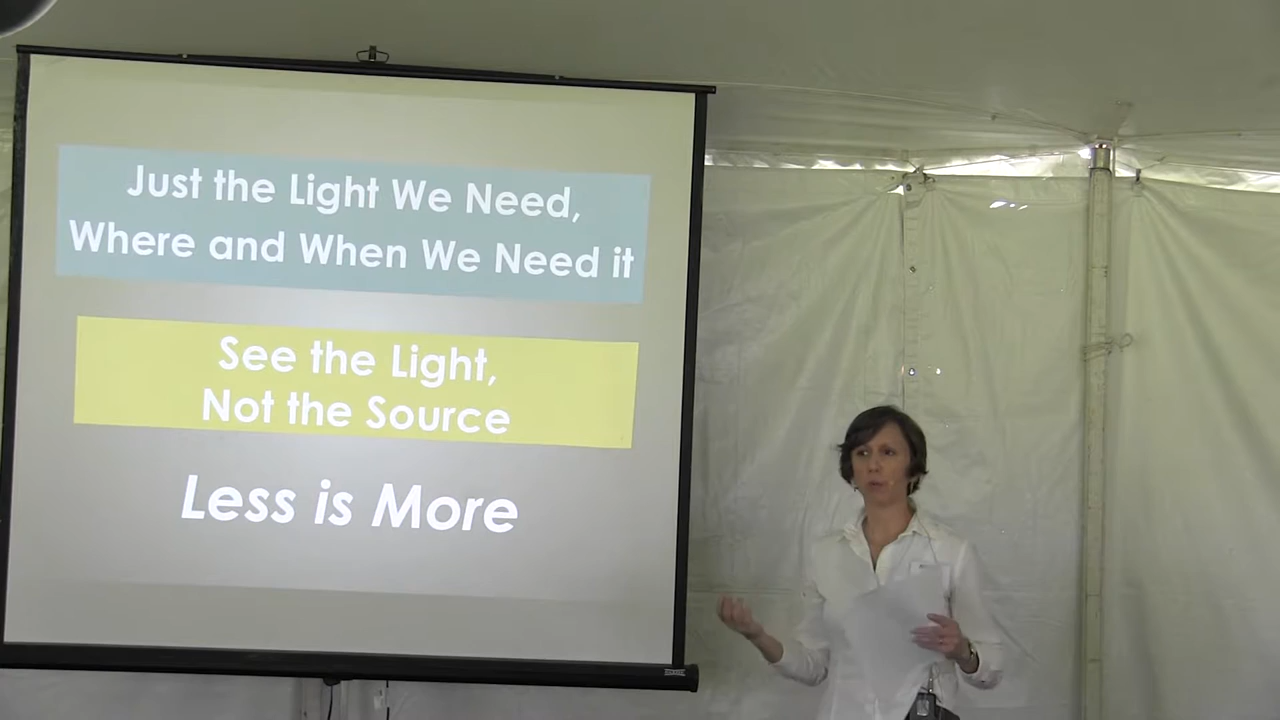 Just the Light We Need,
Where and When We Need it
See the Light,
Not the Source
Less is More